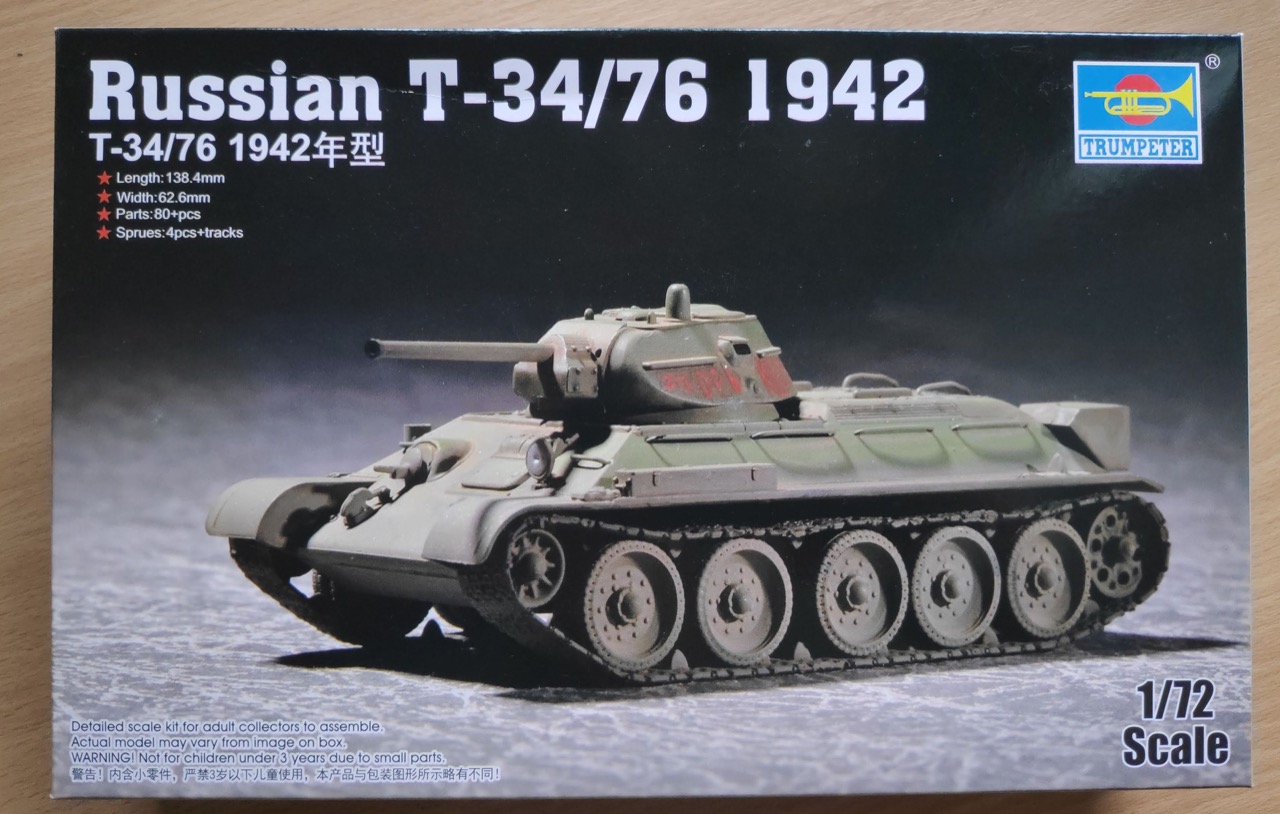 Russian T-34/76 1942
T-34/76 1942年型
Length:138.4mm
Width:62.6mm
Parts:80+pcs
Sprues:4pcs+tracks
®
TRUMPETER
1/72
Scale
Detailed scale kit for adult collectors to assemble.
Actual model may vary from image on box.
WARNING! Not for children under 3 years due to small parts.
警告！内含小零件，严禁3岁以下儿童使用，本产品与包装图形所示略有不同！